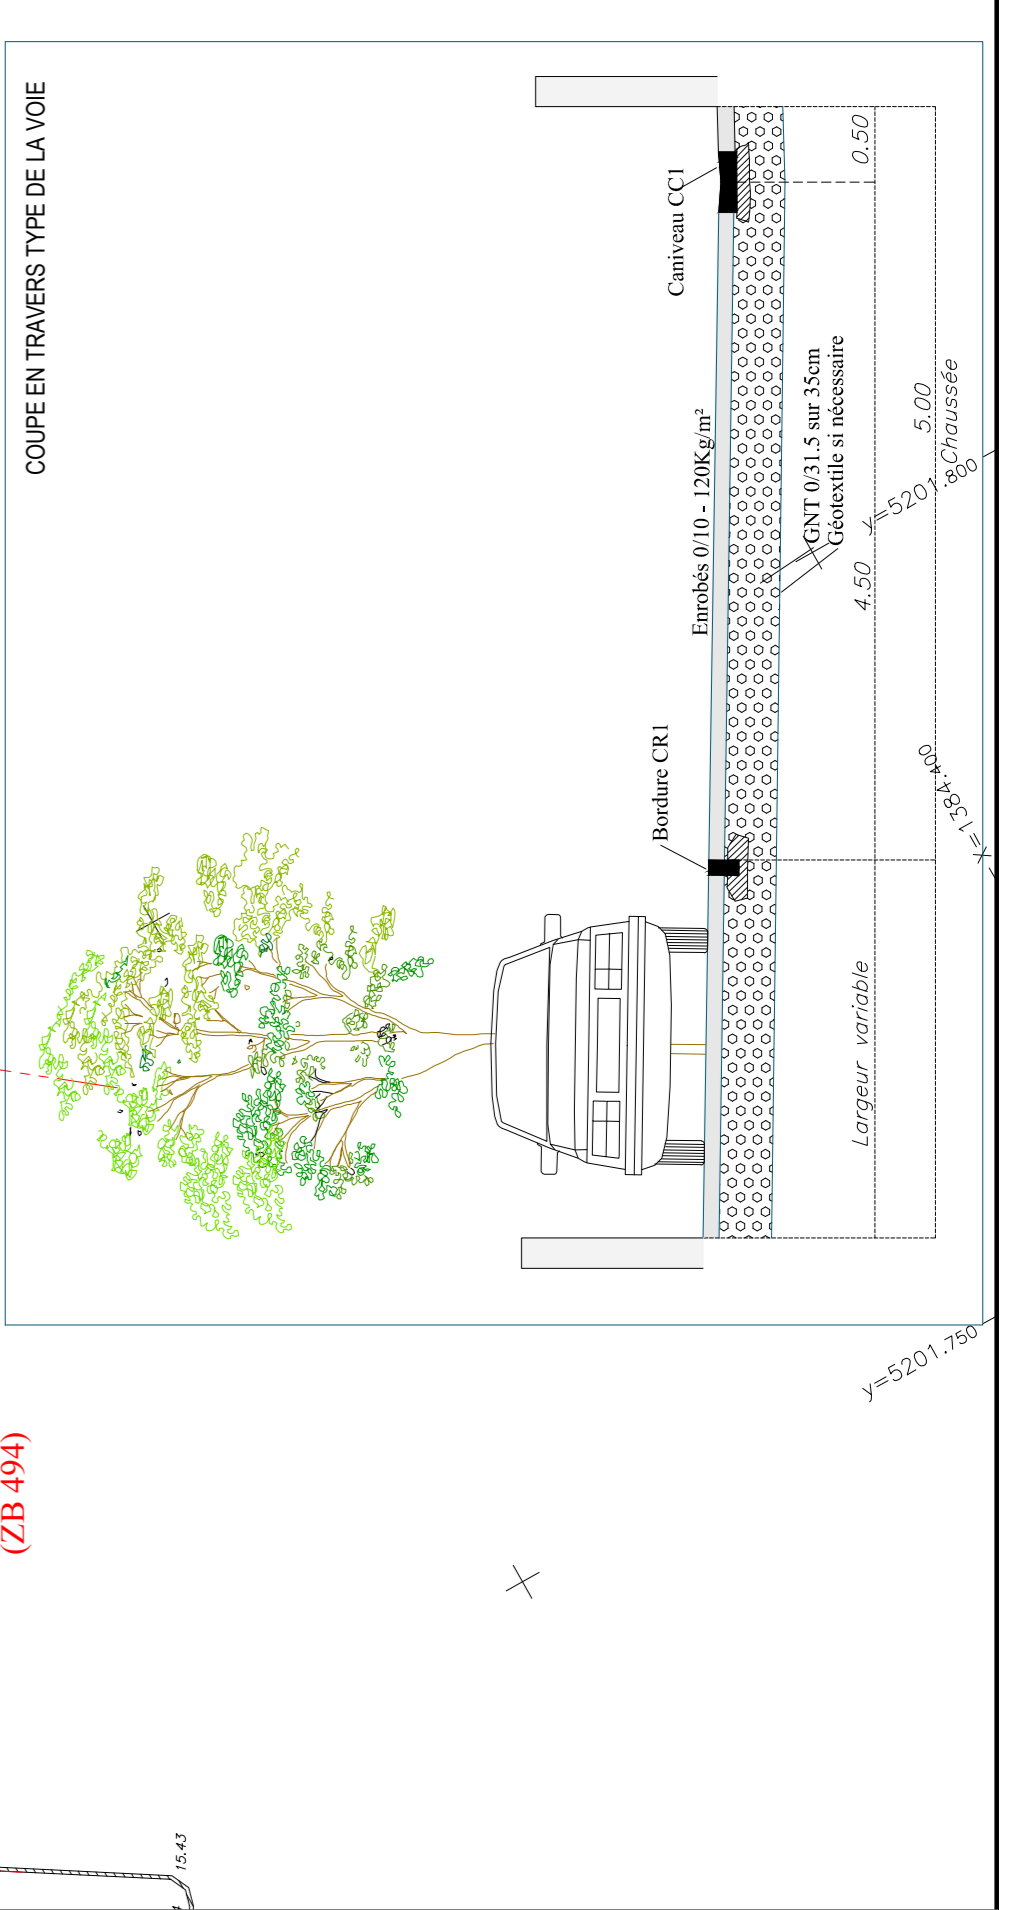 COUPE EN TRAVERS TYPE DE LA VOIE
Bordure CR1
Enrobés 0/10 - 120Kg/m²
Caniveau CC1
GNT 0/31.5 sur 35cm
Géotextile si nécessaire
Largeur variable
4.50
0.50
5.00
Chaussée
y=5201.800
x=1384.400
y=5201.750
(ZB 494)
15.43